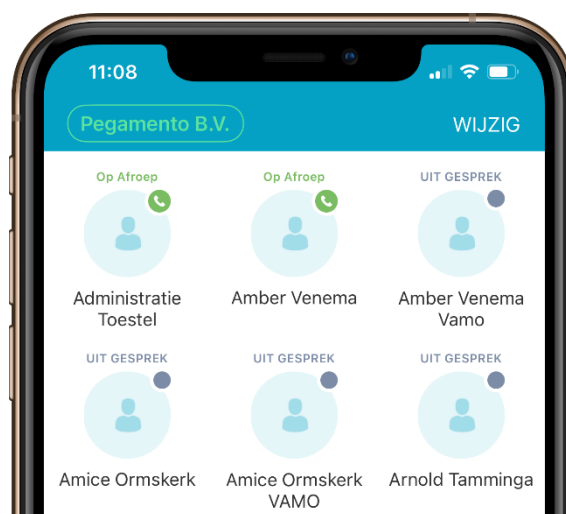 11:08
Pegamento B.V.
WIJZIG
Op Afroep
Op Afroep
UIT GESPREK
Administratie
Toestel
Amber Venema
Amber Venema
Vamo
UIT GESPREK
UIT GESPREK
UIT GESPREK
Amice Ormskerk
Amice Ormskerk
VAMO
Arnold Tamminga